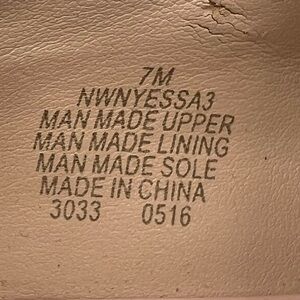 7M
NWNYESSA3
MAN MADE UPPER
MAN MADE LINING
MAN MADE SOLE
MADE IN CHINA
3033 0516